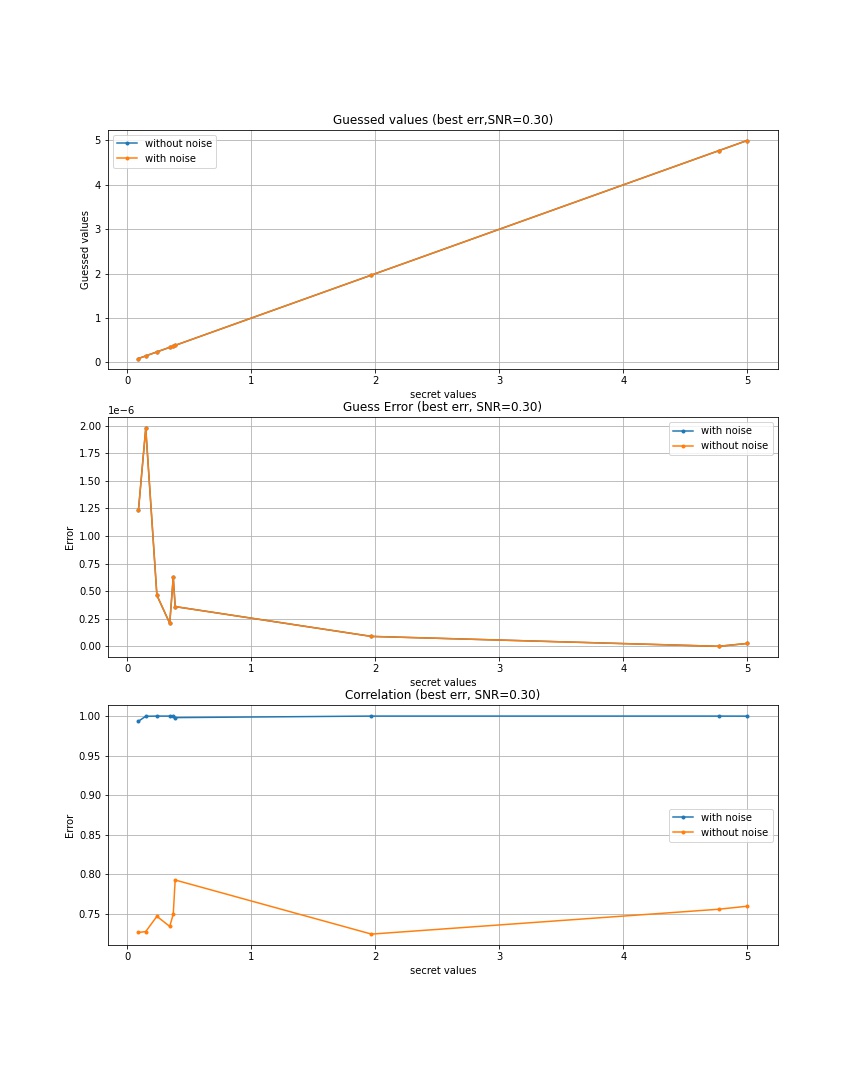 Guessed values (best err,SNR=0.30)
5
4
3
2
1
0
Guessed values
without noise
with noise
0 1 2 3 4 5
secret values
Guess Error (best err, SNR=0.30)
1e−6
2.00
1.75
1.50
1.25
1.00
0.75
0.50
0.25
0.00
Error
with noise
without noise
0 1 2 3 4 5
secret values
Correlation (best err, SNR=0.30)
1.00
0.95
0.90
0.85
0.80
0.75
Error
with noise
without noise
0 1 2 3 4 5
secret values